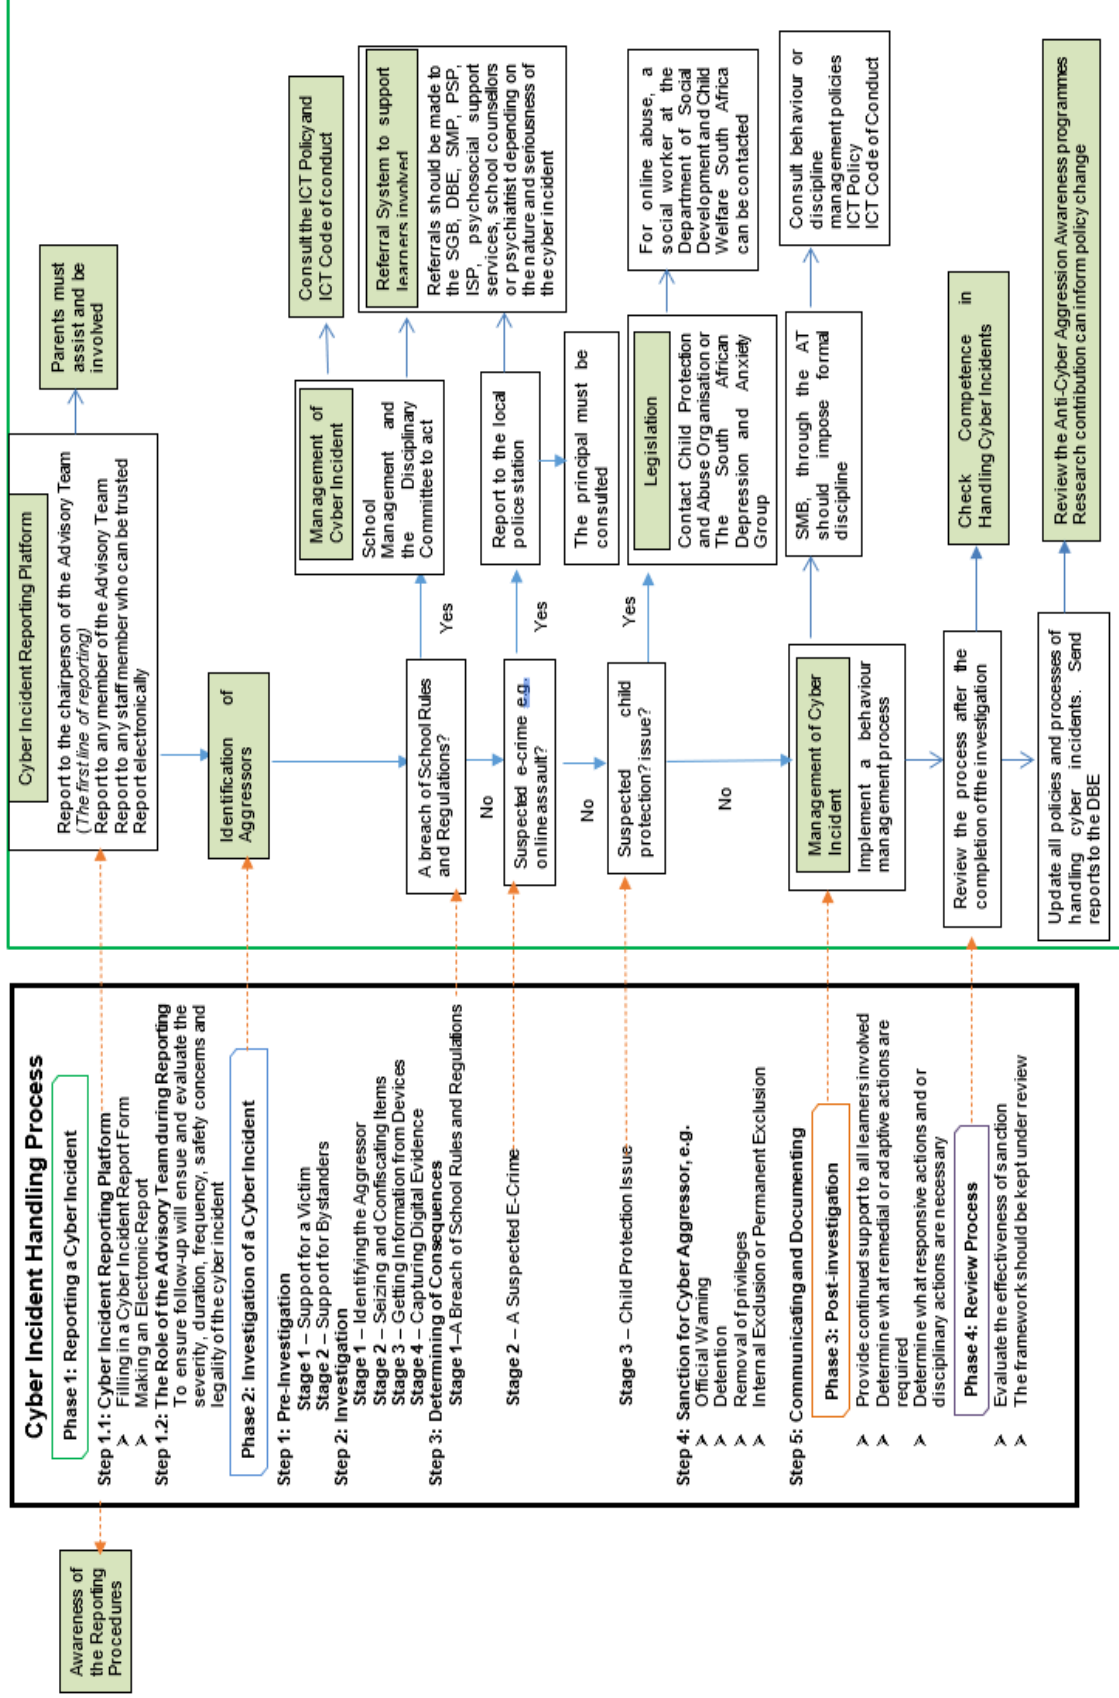 Awareness of
the Reporting
Procedures
Cyber Incident Handling Process
Phase 1: Reporting a Cyber Incident
Step 1.1: Cyber Incident Reporting Platform
➢ Filling in a Cyber Incident Report Form
➢ Making an Electronic Report
Step 1.2: The Role of the Advisory Team during Reporting
To ensure follow-up will ensue and evaluate the
severity, duration, frequency, safety concerns and
legality of the cyber incident
Phase 2: Investigation of a Cyber Incident
Step 1: Pre-Investigation
Stage 1 – Support for a Victim
Stage 2 – Support for Bystanders
Step 2: Investigation
Stage 1 – Identifying the Aggressor
Stage 2 – Seizing and Confiscating Items
Stage 3 – Getting Information from Devices
Stage 4 – Capturing Digital Evidence
Step 3: Determining of Consequences
Stage 1–A Breach of School Rules and Regulations
Stage 2 – A Suspected E-Crime
Stage 3 – Child Protection Issue
Step 4: Sanction for Cyber Aggressor, e.g.
➢ Official Warning
➢ Detention
➢ Removal of privileges
➢ Internal Exclusion or Permanent Exclusion
Step 5: Communicating and Documenting
Phase 3: Post-investigation
➢ Provide continued support to all learners involved
➢ Determine what remedial or adaptive actions are
required
➢ Determine what responsive actions and or
disciplinary actions are necessary
Phase 4: Review Process
➢ Evaluate the effectiveness of sanction
➢ The framework should be kept under review
Cyber Incident Reporting Platform
Report to the chairperson of the Advisory Team
(The first line of reporting)
Report to any member of the Advisory Team
Report to any staff member who can be trusted
Report electronically
Parents must
assist and be
involved
Identification of
Aggressors
A breach of School Rules
and Regulations?
Yes
Management of
Cyber Incident
School
Management and
the Disciplinary
Committee to act
Consult the ICT Policy and
ICT Code of conduct
Referral System to support
learners involved
Referrals should be made to
the SGB, DBE, SMP, PSP,
ISP, psychosocial support
services, school counsellors
or psychiatrist depending on
the nature and seriousness of
the cyber incident
No
Suspected e-crime e.g.
online assault?
Yes
Report to the local
police station
The principal must be
consulted
No
Suspected child
protection? issue?
Yes
Legislation
Contact Child Protection
and Abuse Organisation or
The South African
Depression and Anxiety
Group
For online abuse, a
social worker at the
Department of Social
Development and Child
Welfare South Africa
can be contacted
No
Management of Cyber
Incident
Implement a behaviour
management process
SMB, through the AT
should impose formal
discipline
Consult behaviour or
discipline
management policies
ICT Policy
ICT Code of Conduct
Review the process after the
completion of the investigation
Check Competence in
Handling Cyber Incidents
Update all policies and processes of
handling cyber incidents. Send
reports to the DBE
Review the Anti-Cyber Aggression Awareness programmes
Research contribution can inform policy change